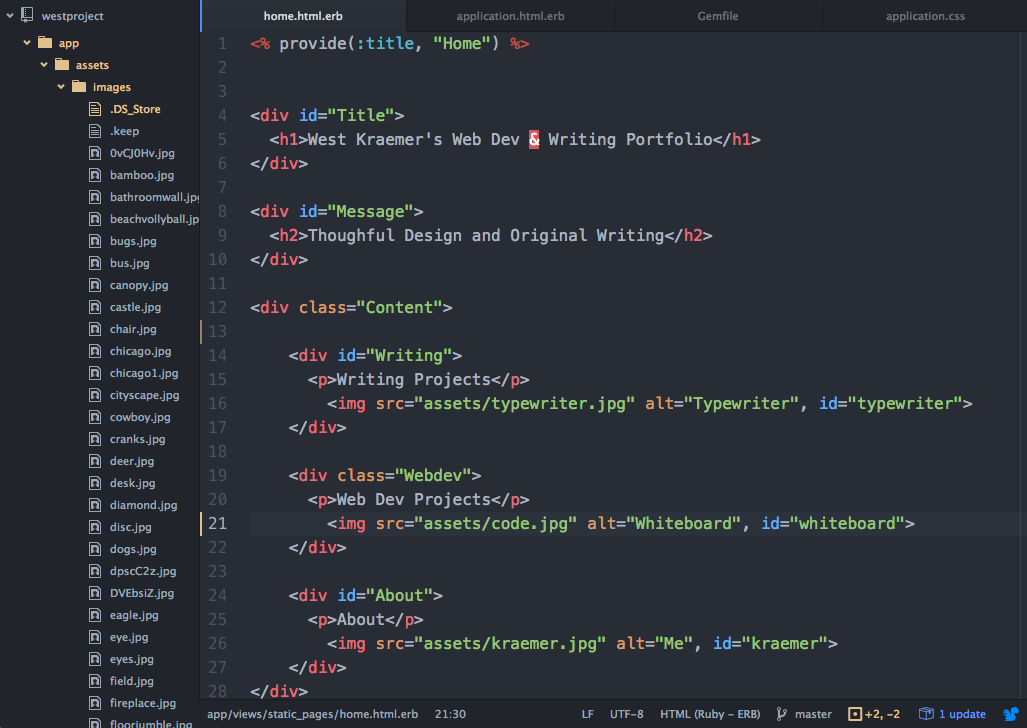 westproject
app
assets
images
.DS_Store
.keep
0vCJ0Hv.jpg
bamboo.jpg
bathroomwall.jpg
beachvollyball.jp
bugs.jpg
bus.jpg
canopy.jpg
castle.jpg
chair.jpg
chicago.jpg
chicago1.jpg
cityscape.jpg
cowboy.jpg
cranks.jpg
deer.jpg
desk.jpg
diamond.jpg
disc.jpg
dogs.jpg
dpscC2z.jpg
DVEbsiZ.jpg
eagle.jpg
eye.jpg
eyes.jpg
field.jpg
fireplace.jpg
floorjumble.jpg
home.html.erb application.html.erb Gemfile application.css
1 <% provide(:title, "Home") %>
2
3
4 <div id="Title">
5 <h1>West Kraemer's Web Dev & Writing Portfolio</h1>
6 </div>
7
8 <div id="Message">
9 <h2>Thoughful Design and Original Writing</h2>
10 </div>
11
12 <div class="Content">
13
14 <div id="Writing">
15 <p>Writing Projects</p>
16 <img src="assets/typewriter.jpg" alt="Typewriter", id="typewriter">
17 </div>
18
19 <div class="Webdev">
20 <p>Web Dev Projects</p>
21 <img src="assets/code.jpg" alt="Whiteboard", id="whiteboard">
22 </div>
23
24 <div id="About">
25 <p>About</p>
26 <img src="assets/kraemer.jpg" alt="Me", id="kraemer">
27 </div>
28 </div>
app/views/static_pages/home.html.erb 21:30 LF UTF-8 HTML (Ruby - ERB) master +2, -2 1 update